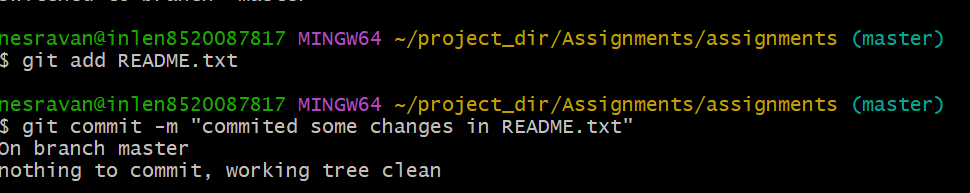 nesravan@inlen8520087817 MINGW64 ~/project_dir/Assignments/assignments (master)
$ git add README.txt
nesravan@inlen8520087817 MINGW64 ~/project_dir/Assignments/assignments (master)
$ git commit -m "commited some changes in README.txt"
On branch master
nothing to commit, working tree clean